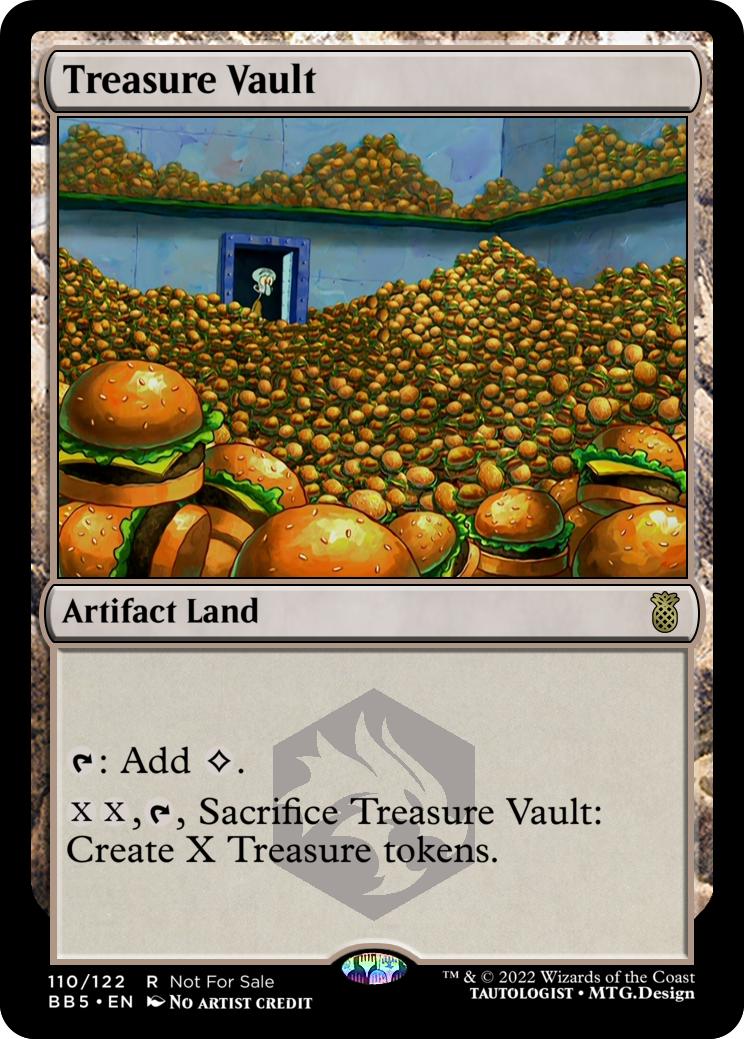 Treasure Vault
Artifact Land
: Add .
X X, , Sacrifice Treasure Vault:
Create X Treasure tokens.
110/122 R Not For Sale
BB5 • EN NO ARTIST CREDIT
™ & © 2022 Wizards of the Coast
TAUTOLOGIST • MTG.Design